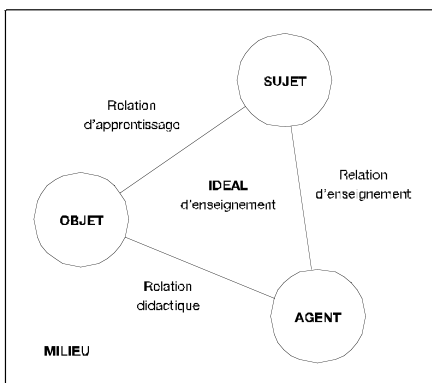 SUJET
Relation
d'apprentissage
IDEAL
d'enseignement
Relation
d'enseignement
OBJET
Relation
didactique
AGENT
MILIEU